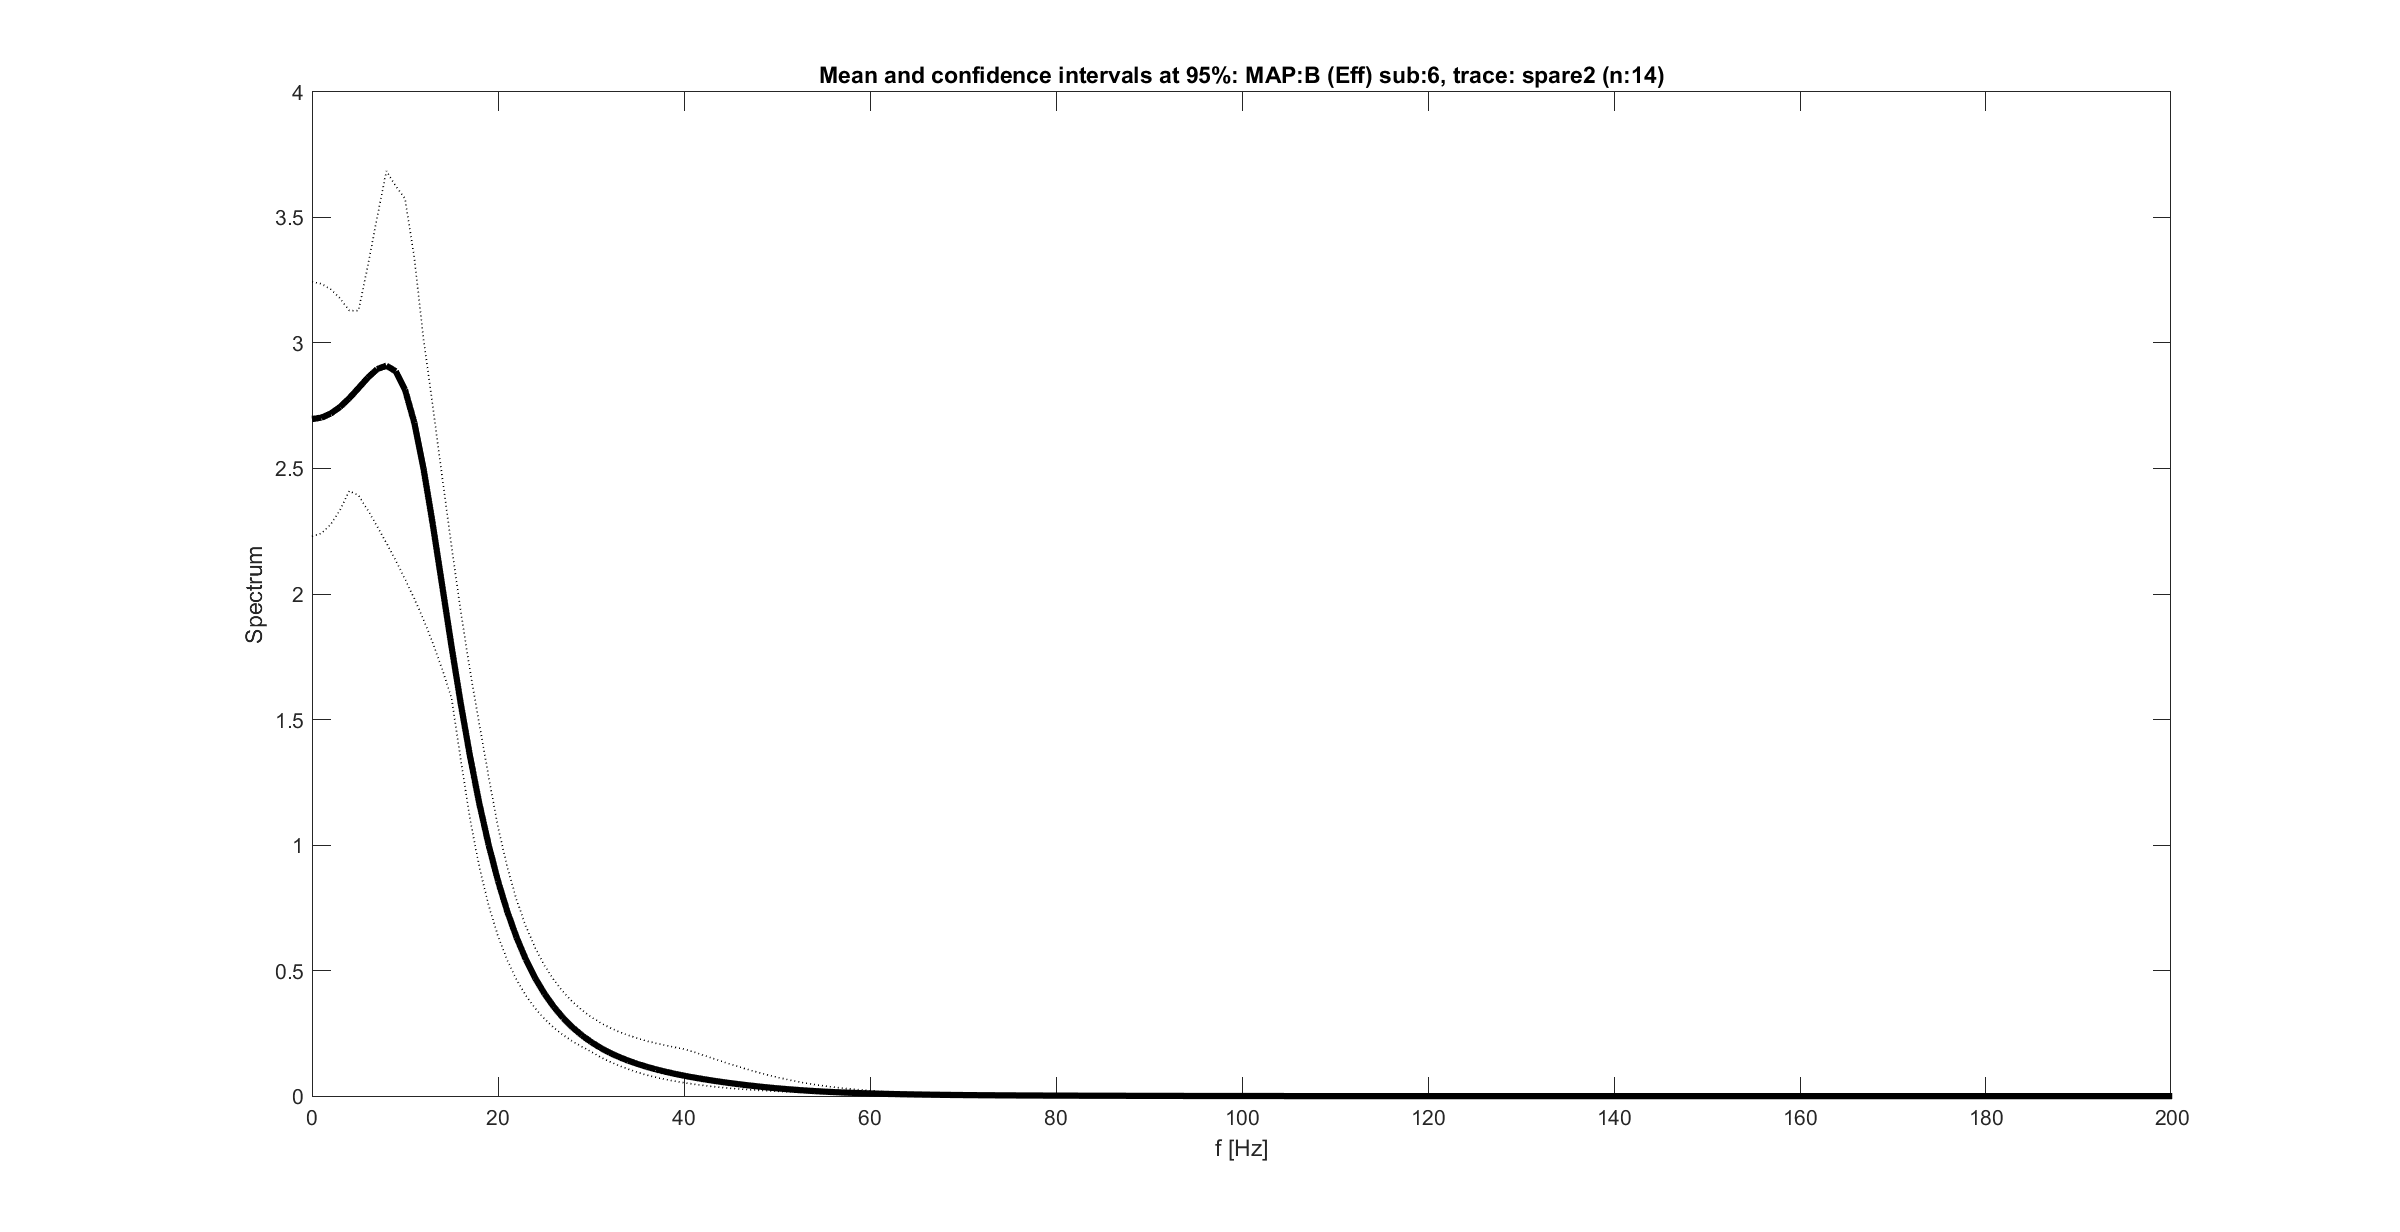 Mean and confidence intervals at 95%: MAP:B (Eff) sub:6, trace: spare2 (n:14)
4
3.5
3
2.5
2
1.5
1
0.5
0
Spectrum
0 20 40 60 80 100 120 140 160 180 200
f [Hz]